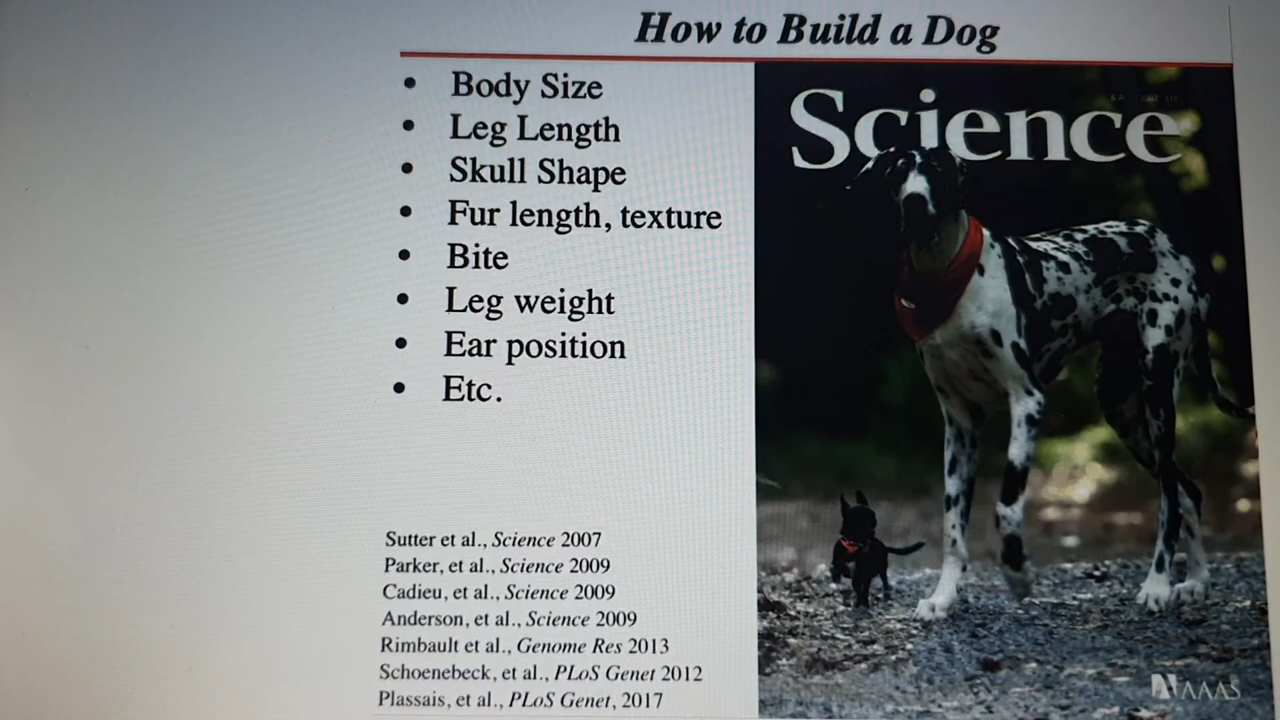 How to Build a Dog
• Body Size
• Leg Length
• Skull Shape
• Fur length, texture
• Bite
• Leg weight
• Ear position
• Etc.
Science
Sutter et al., Science 2007
Parker, et al., Science 2009
Cadieu, et al., Science 2009
Anderson, et al., Science 2009
Rimbault et al., Genome Res 2013
Schoenebeck, et al., PLoS Genet 2012
Plassais, et al., PLoS Genet, 2017
AAAS